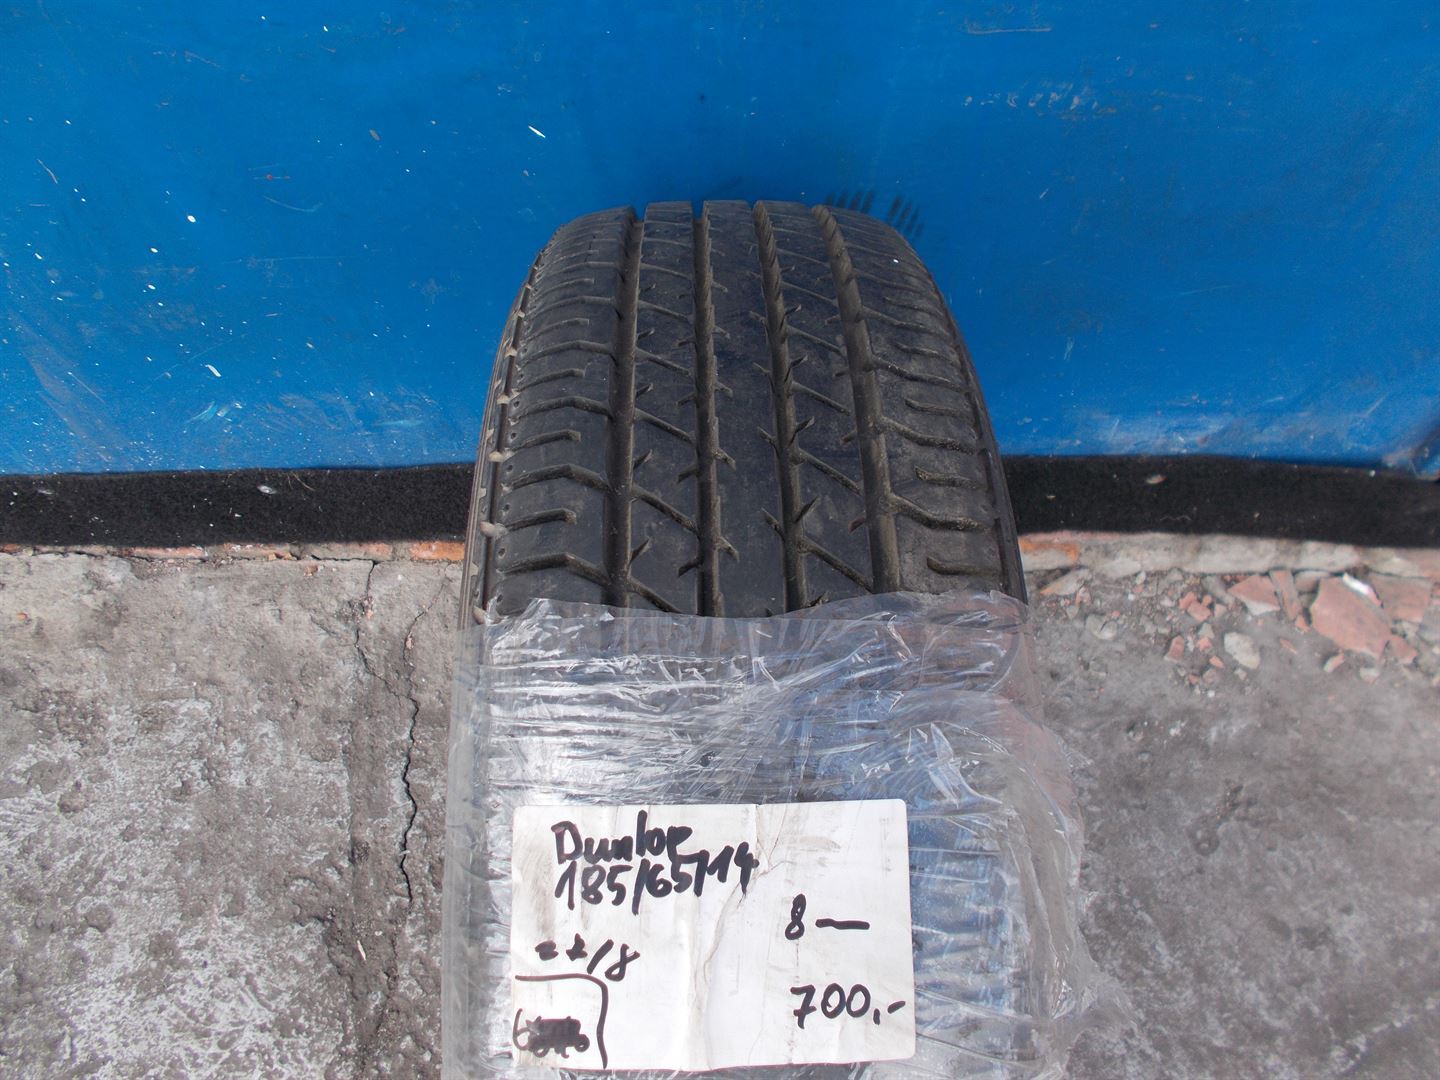 Dunlop
185/65/14
8 —
700,-